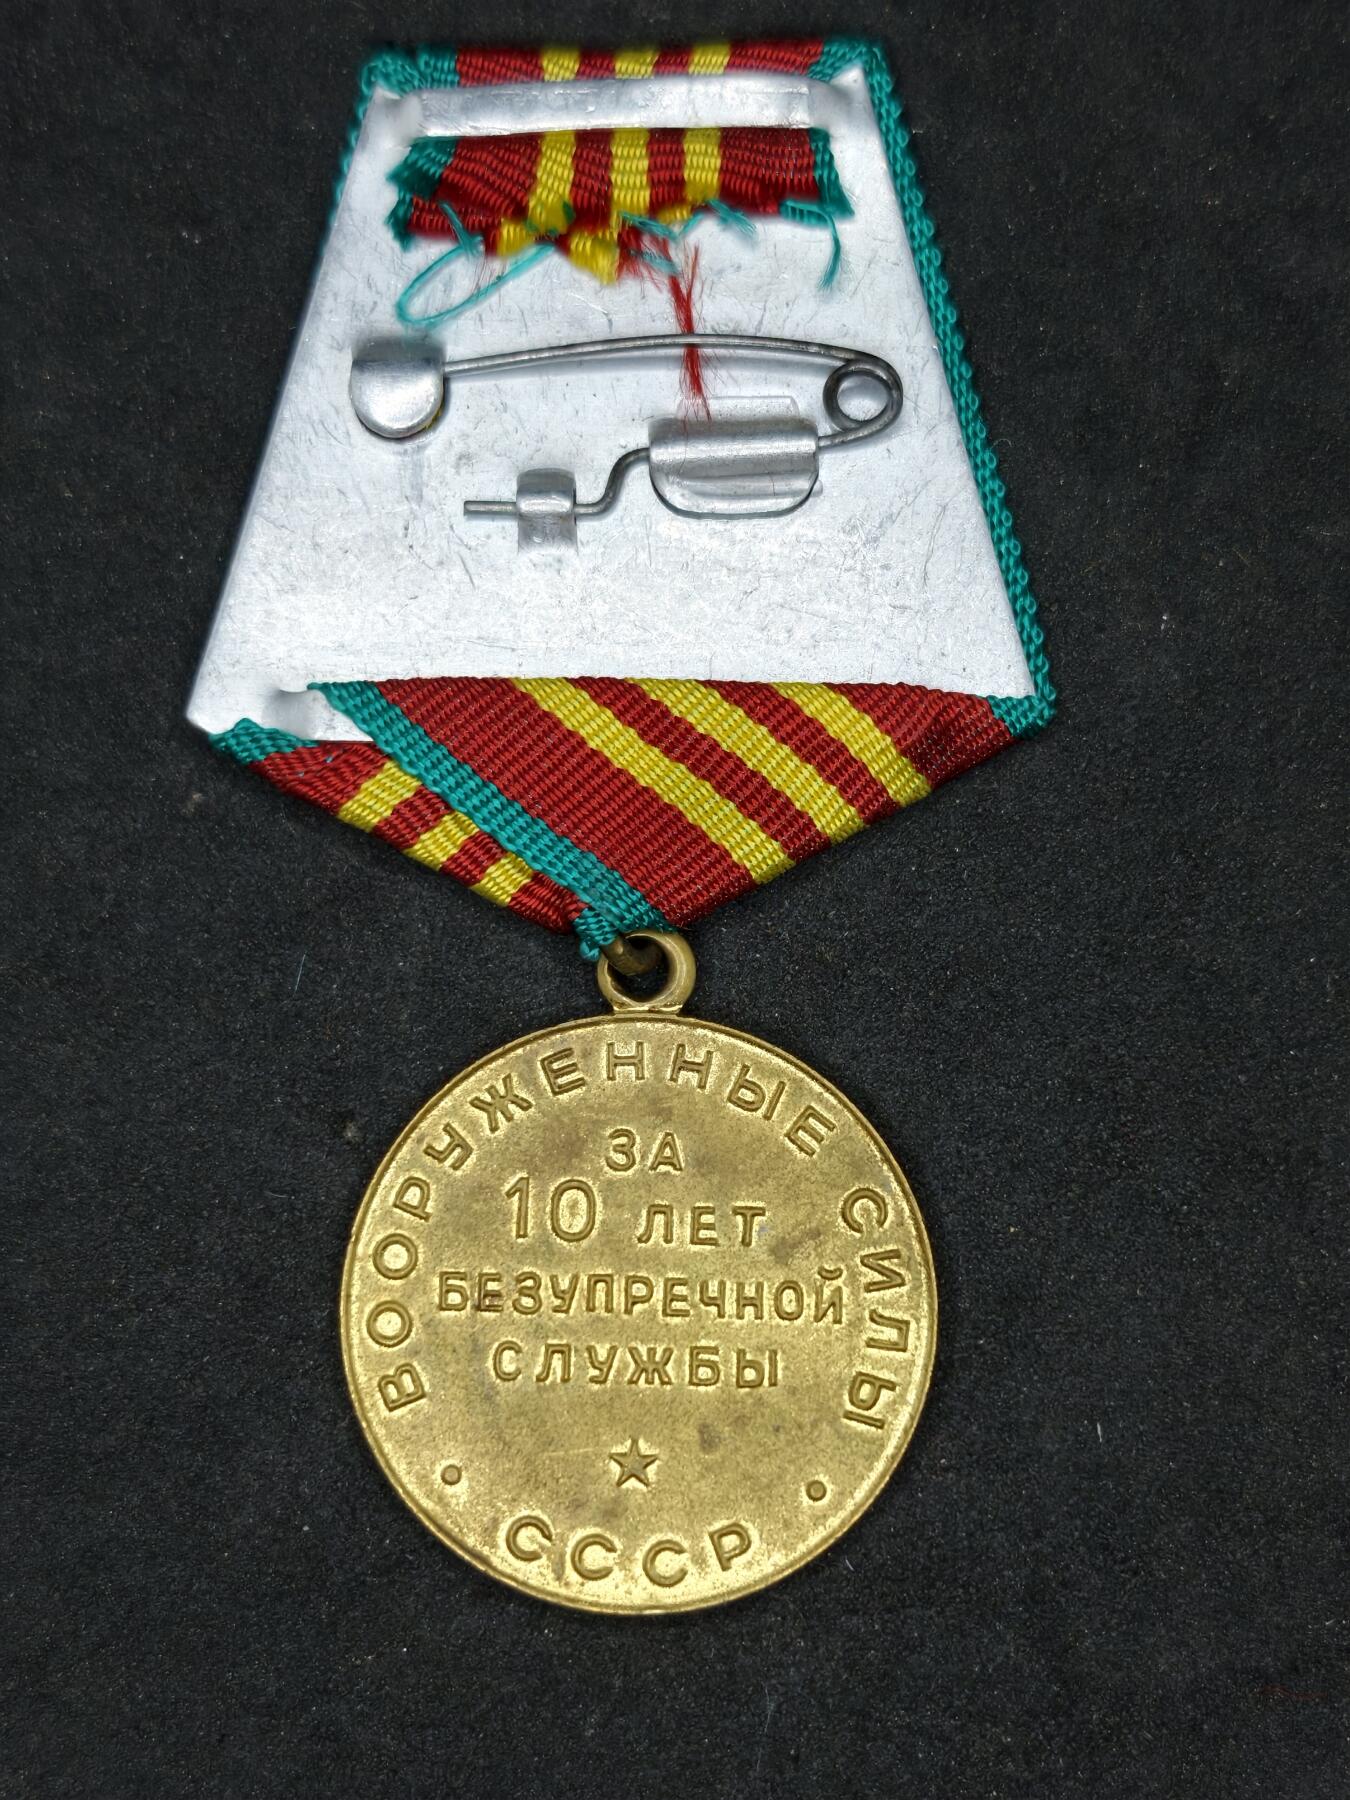 ВООРУЖЕННЫЕ СИЛЫ
ЗА
10 ЛЕТ
БЕЗУПРЕЧНОЙ
СЛУЖБЫ
СССР